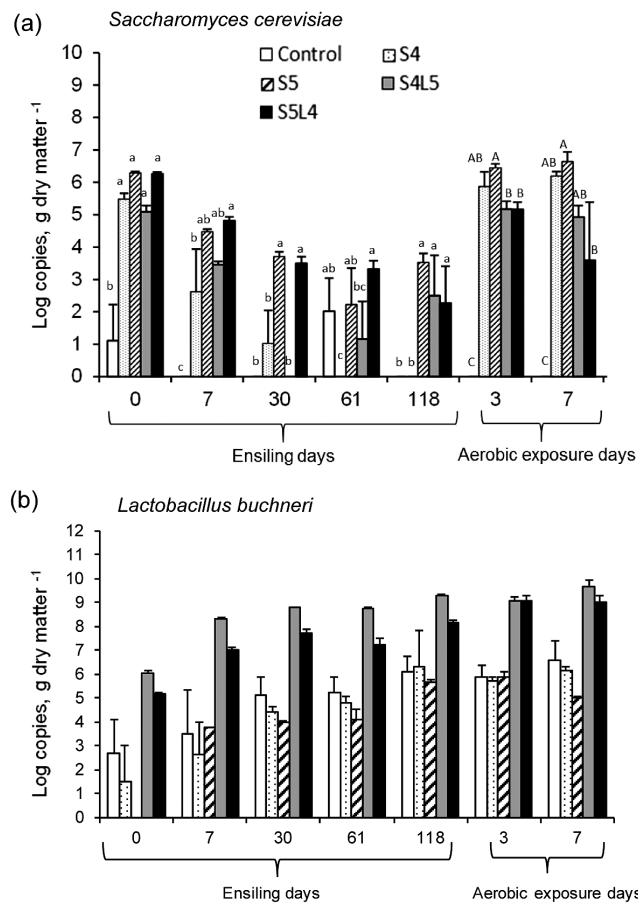 (a)
Saccharomyces cerevisiae
Control
S4
S5
S4L5
S5L4
Log copies, g dry matter -1
10
9
8
7
6
5
4
3
2
1
0
b a a a a
c b ab ab a
b a b a
ab c ab bc a
b b a a a
C AB A B B
C AB A AB B
0 7 30 61 118 3 7
Ensiling days
Aerobic exposure days
(b)
Lactobacillus buchneri
Log copies, g dry matter -1
12
11
10
9
8
7
6
5
4
3
2
1
0
0 7 30 61 118 3 7
Ensiling days
Aerobic exposure days